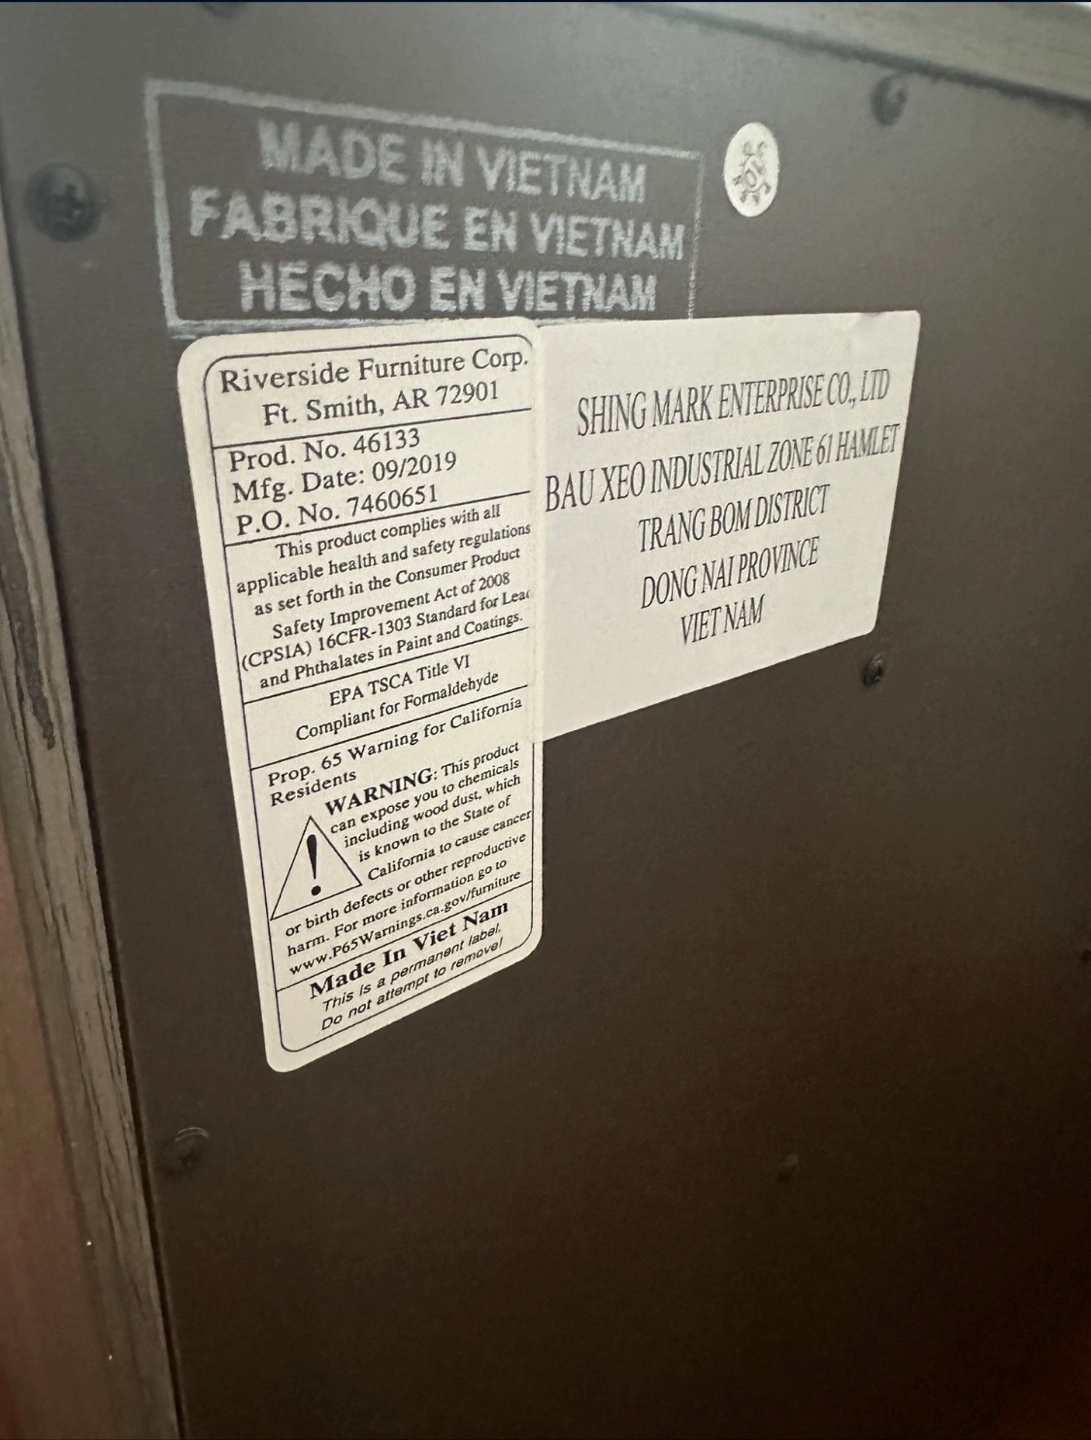 MADE IN VIETNAM
FABRIQUE EN VIETNAM
HECHO EN VIETNAM
Riverside Furniture Corp.
Ft. Smith, AR 72901
Prod. No. 46133
Mfg. Date: 09/2019
P.O. No. 7460651
This product complies with all
applicable health and safety regulations
as set forth in the Consumer Product
Safety Improvement Act of 2008
(CPSIA) 16CFR-1303 Standard for Lead
and Phthalates in Paint and Coatings.
EPA TSCA Title VI
Compliant for Formaldehyde
Prop. 65 Warning for California
Residents
WARNING: This product
can expose you to chemicals
including wood dust, which
is known to the State of
California to cause cancer
or birth defects or other reproductive
harm. For more information go to
www.P65Warnings.ca.gov/furniture
Made In Viet Nam
This is a permanent label,
Do not attempt to remove!
SHING MARK ENTERPRISE CO., LTD
BAU XEO INDUSTRIAL ZONE 61 HAMLET
TRANG BOM DISTRICT
DONG NAI PROVINCE
VIET NAM